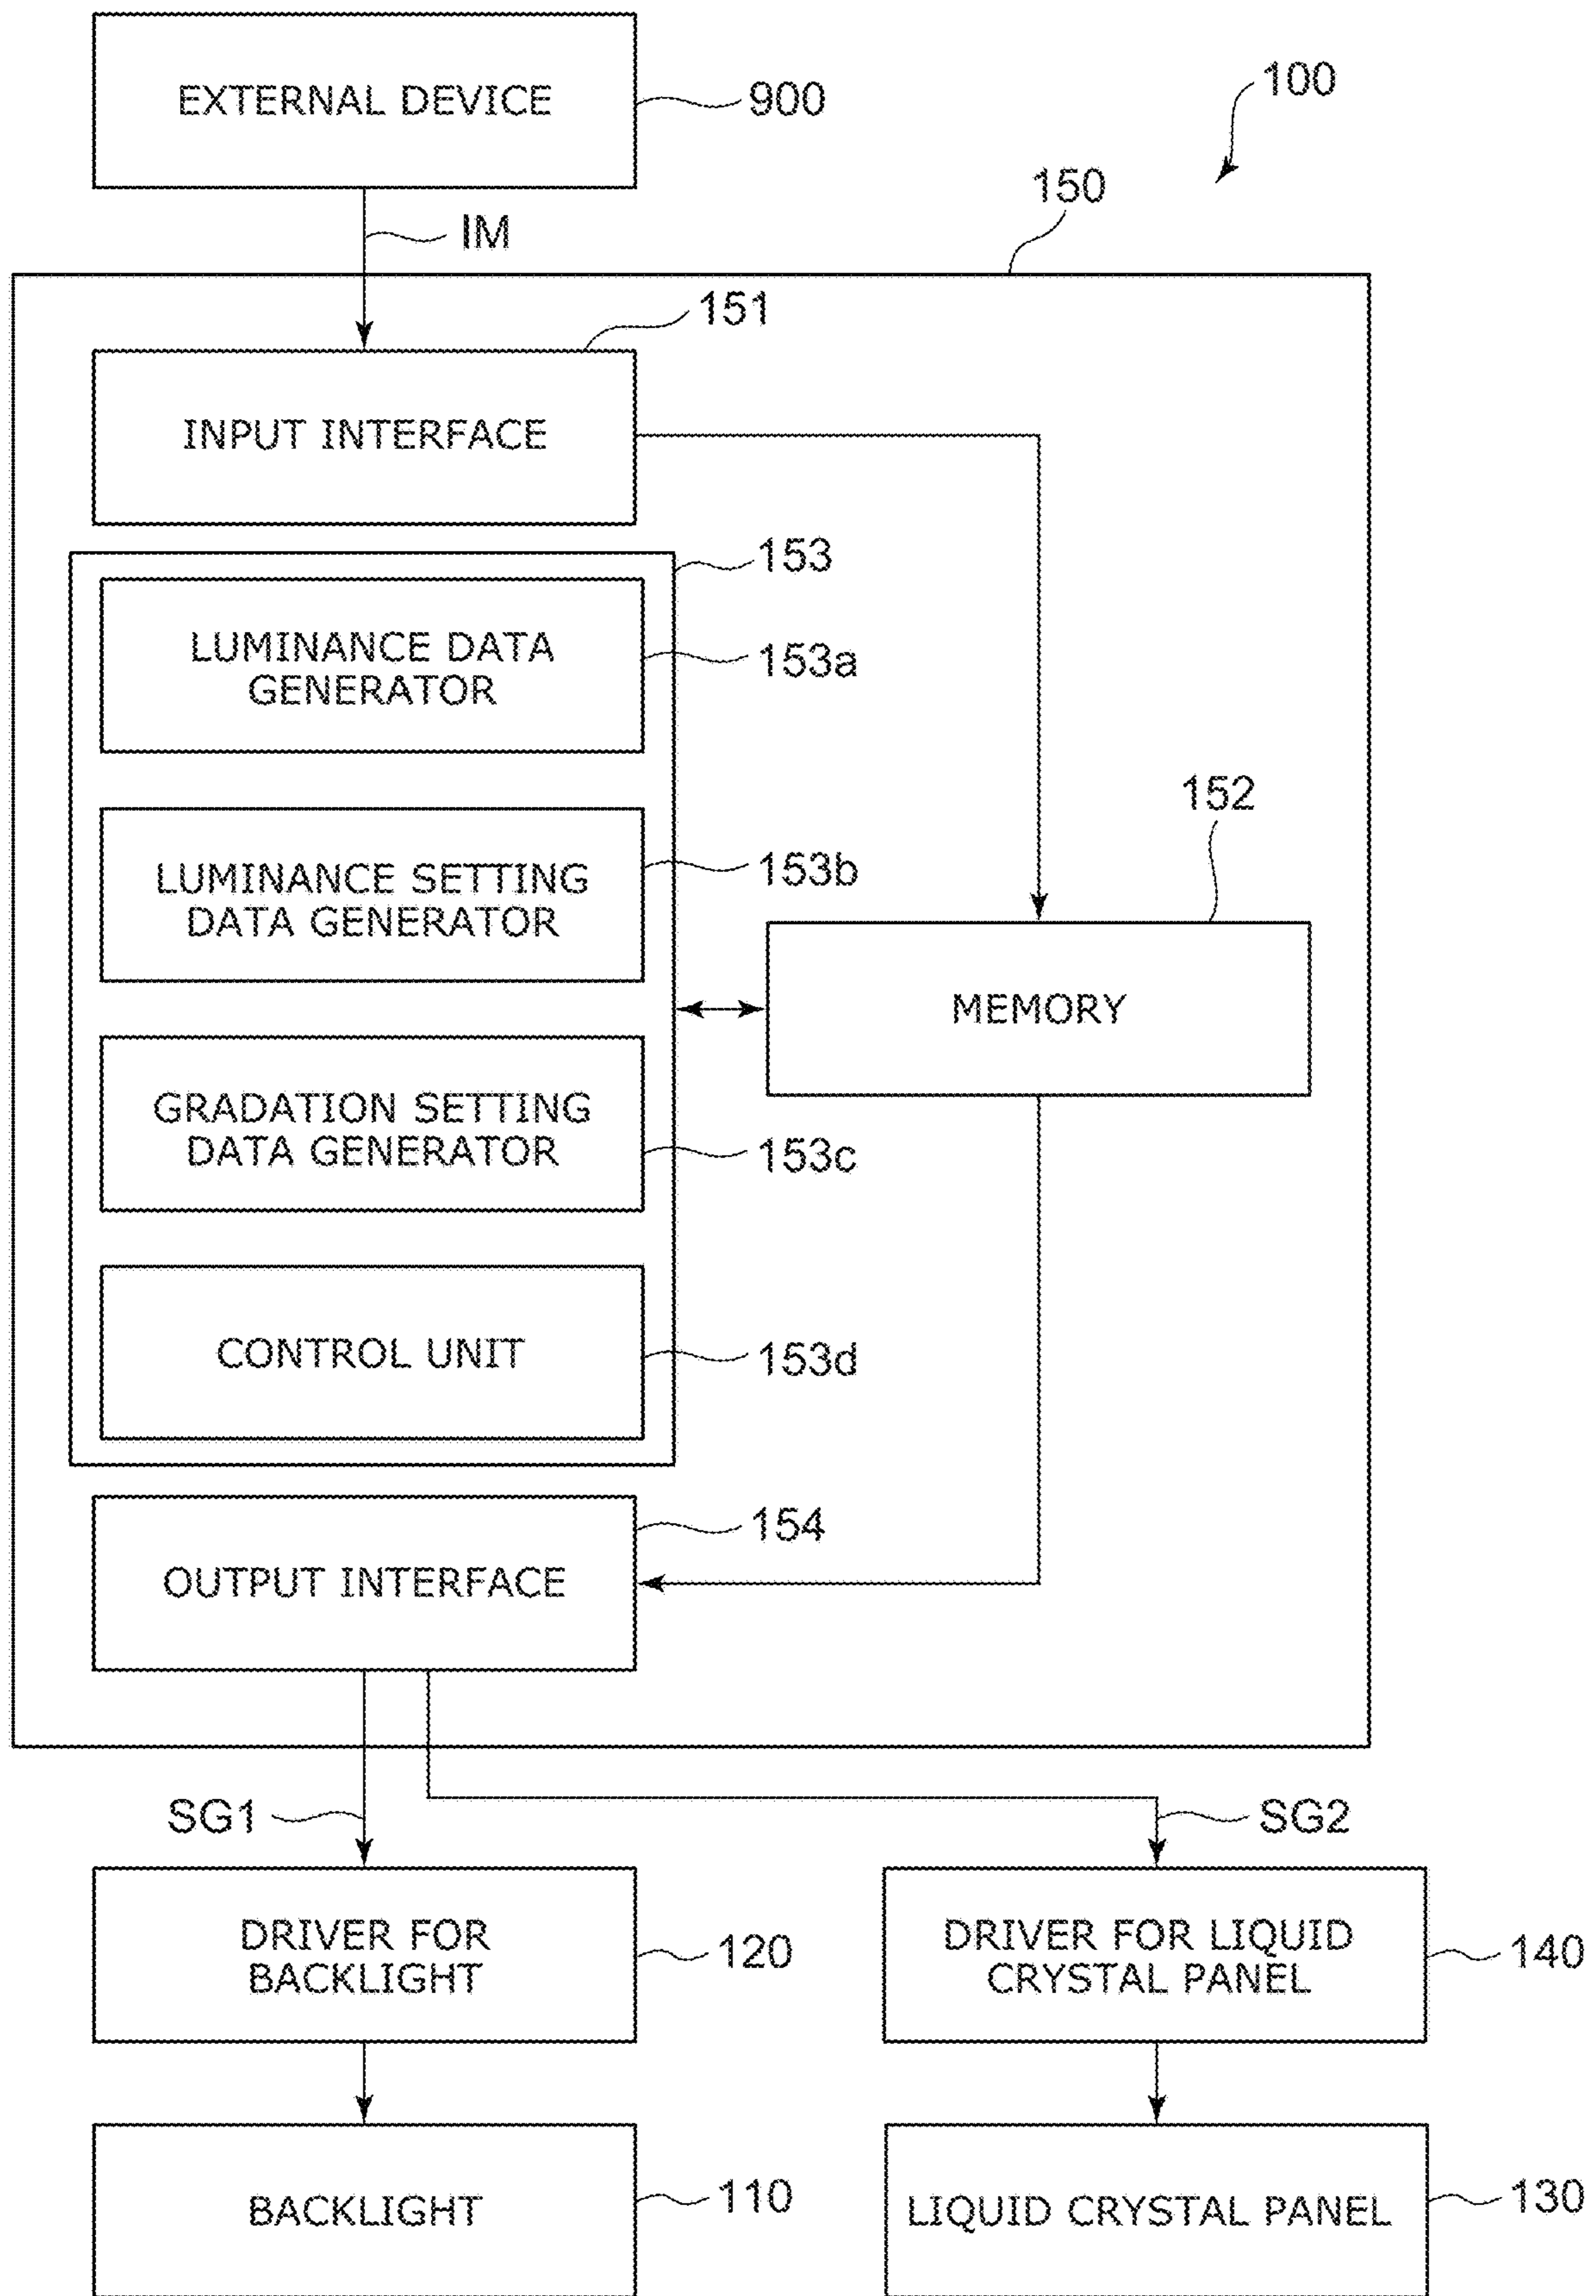 EXTERNAL DEVICE
900
100
IM
150
151
INPUT INTERFACE
153
LUMINANCE DATA
GENERATOR
153a
152
LUMINANCE SETTING
DATA GENERATOR
153b
MEMORY
GRADATION SETTING
DATA GENERATOR
153c
CONTROL UNIT
153d
154
OUTPUT INTERFACE
SG1
SG2
DRIVER FOR
BACKLIGHT
120
DRIVER FOR LIQUID
CRYSTAL PANEL
140
BACKLIGHT
110
LIQUID CRYSTAL PANEL
130